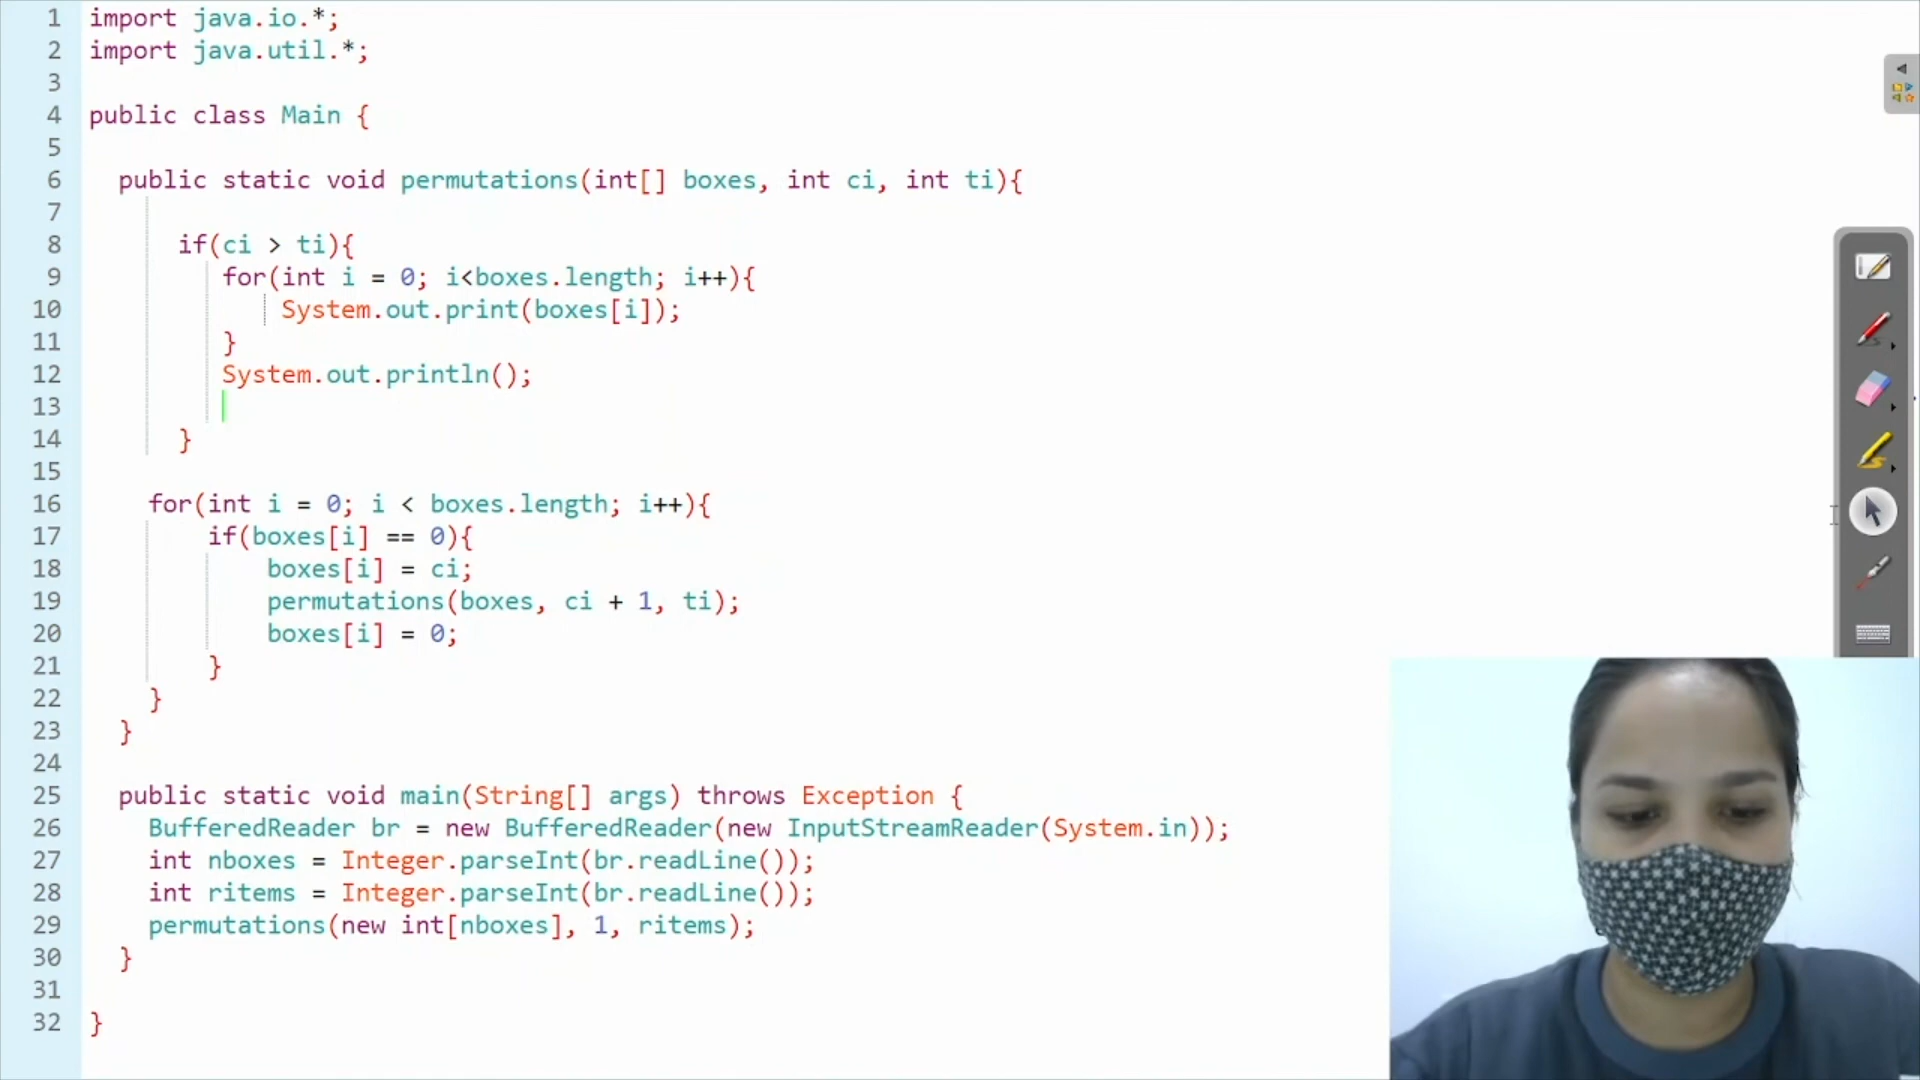 1 import java.io.*;
2 import java.util.*;
3
4 public class Main {
5
6 public static void permutations(int[] boxes, int ci, int ti){
7
8 if(ci > ti){
9 for(int i = 0; i<boxes.length; i++){
10 System.out.print(boxes[i]);
11 }
12 System.out.println();
13
14 }
15
16 for(int i = 0; i < boxes.length; i++){
17 if(boxes[i] == 0){
18 boxes[i] = ci;
19 permutations(boxes, ci + 1, ti);
20 boxes[i] = 0;
21 }
22 }
23 }
24
25 public static void main(String[] args) throws Exception {
26 BufferedReader br = new BufferedReader(new InputStreamReader(System.in));
27 int nboxes = Integer.parseInt(br.readLine());
28 int ritems = Integer.parseInt(br.readLine());
29 permutations(new int[nboxes], 1, ritems);
30 }
31
32 }